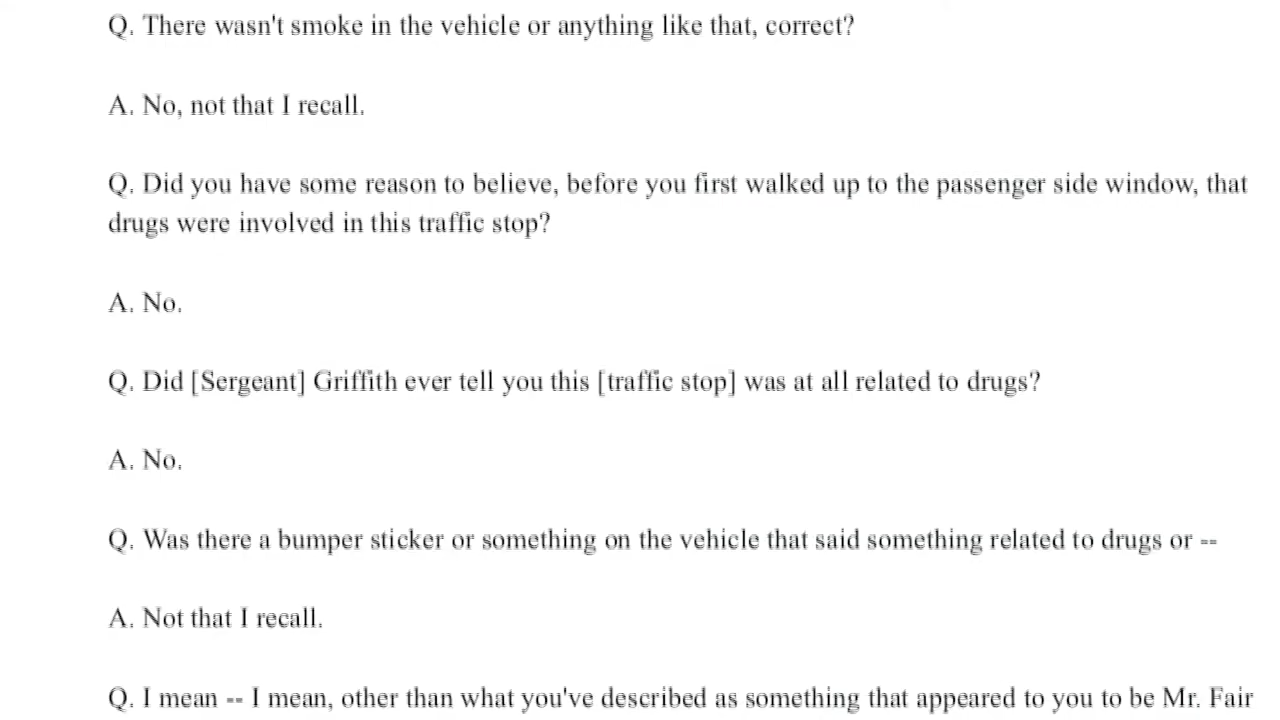 Q. There wasn't smoke in the vehicle or anything like that, correct?
A. No, not that I recall.
Q. Did you have some reason to believe, before you first walked up to the passenger side window, that
drugs were involved in this traffic stop?
A. No.
Q. Did [Sergeant] Griffith ever tell you this [traffic stop] was at all related to drugs?
A. No.
Q. Was there a bumper sticker or something on the vehicle that said something related to drugs or --
A. Not that I recall.
Q. I mean -- I mean, other than what you've described as something that appeared to you to be Mr. Fair